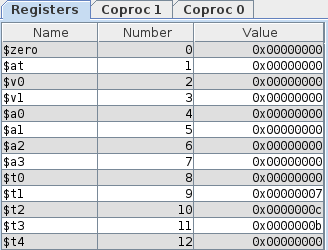 Registers Coproc 1 Coproc 0
Name Number Value
$zero 0 0x00000000
$at 1 0x00000000
$v0 2 0x00000000
$v1 3 0x00000000
$a0 4 0x00000000
$a1 5 0x00000000
$a2 6 0x00000000
$a3 7 0x00000000
$t0 8 0x00000000
$t1 9 0x00000007
$t2 10 0x0000000c
$t3 11 0x0000000b
$t4 12 0x00000000